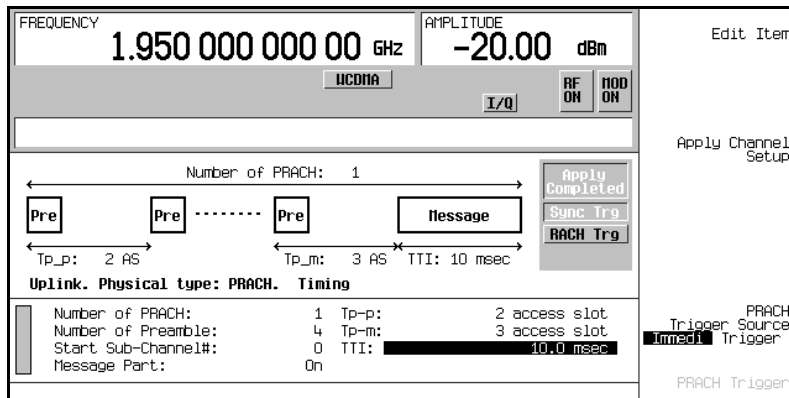 FREQUENCY
1.950 000 000 00 GHz
AMPLITUDE
-20.00 dBm
WCDMA
I/Q
RF ON
MOD ON
Edit Item
Apply Channel Setup
Number of PRACH: 1
Apply Completed
Sync Trg
RACH Trg
Pre
Pre
Pre
Message
Tp_p: 2 AS
Tp_m: 3 AS
TTI: 10 msec
Uplink. Physical type: PRACH. Timing
Number of PRACH: 1 Tp-p: 2 access slot
Number of Preamble: 4 Tp-m: 3 access slot
Start Sub-Channel#: 0 TTI: 10.0 msec
Message Part: On
PRACH
Trigger Source
Immedi Trigger
PRACH Trigger